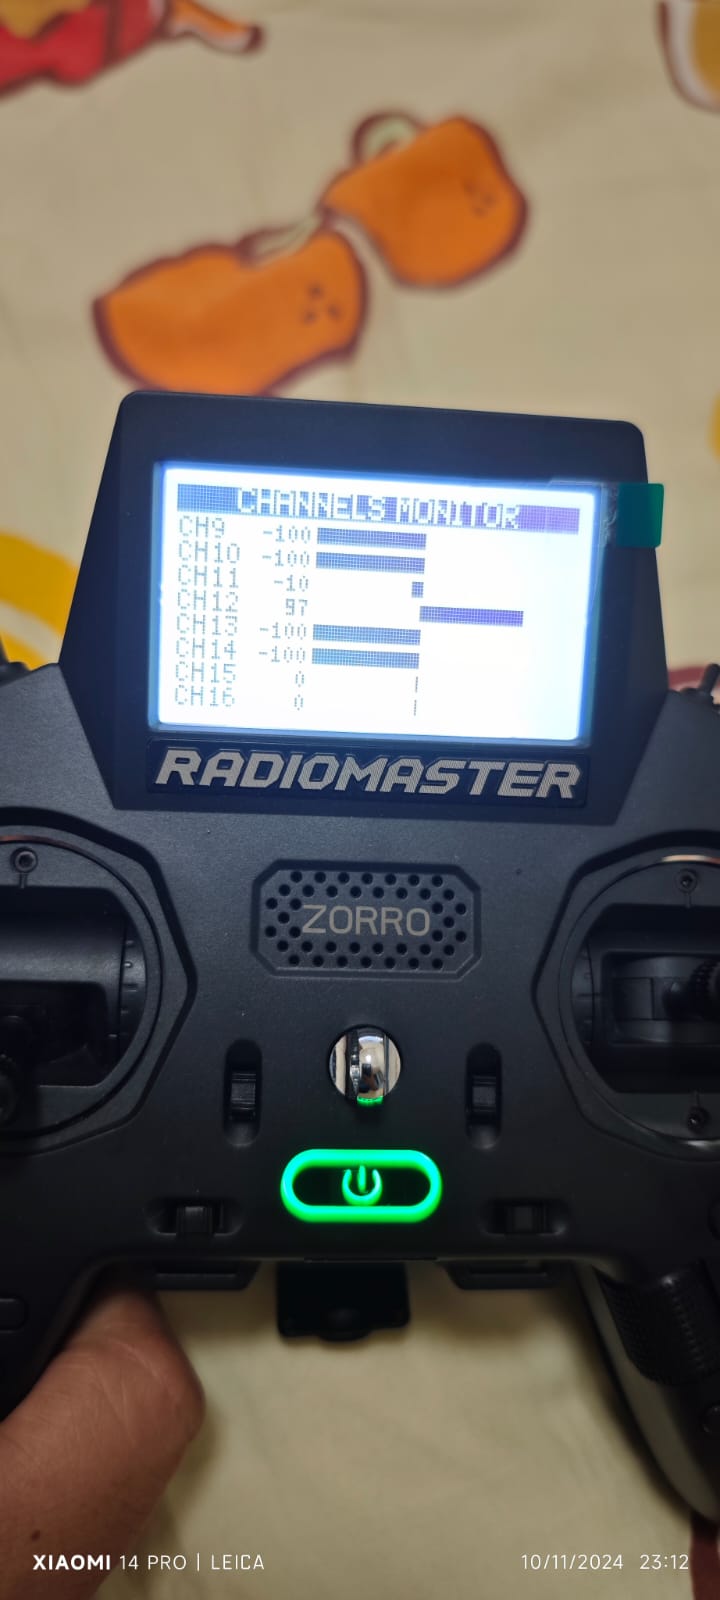 CHANNELS MONITOR
CH9 -100
CH10 -100
CH11 -10
CH12 97
CH13 -100
CH14 -100
CH15 0
CH16 0
RADIOMASTER
ZORRO
XIAOMI 14 PRO | LEICA 10/11/2024 23:12